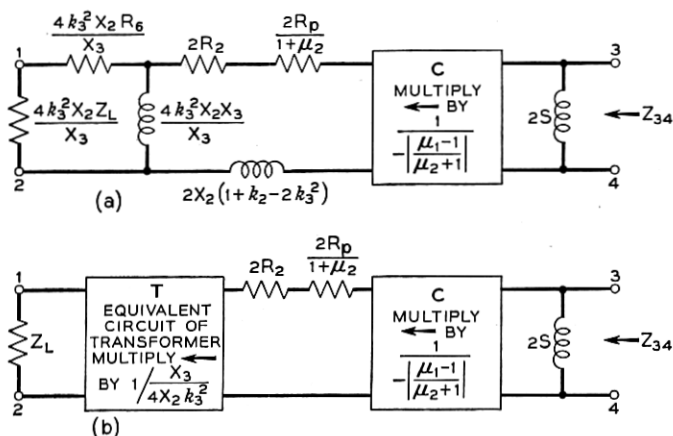 4k₃²X₂R₆ / X₃
2R₂
2Rₚ / 1+μ₂
1
3
4k₃²X₂Z_L / X₃
4k₃²X₂X₃ / X₃
C
MULTIPLY
← BY
1 / -|μ₁-1 / μ₂+1|
2S
← Z₃₄
2
4
2X₂(1+k₂-2k₃²)
(a)
2Rₚ / 1+μ₂
2R₂
1
3
Z_L
T
EQUIVALENT
CIRCUIT OF
TRANSFORMER
MULTIPLY ←
BY 1 / X₃ / 4X₂k₃²
C
MULTIPLY
← BY
1 / -|μ₁-1 / μ₂+1|
2S
← Z₃₄
2
4
(b)